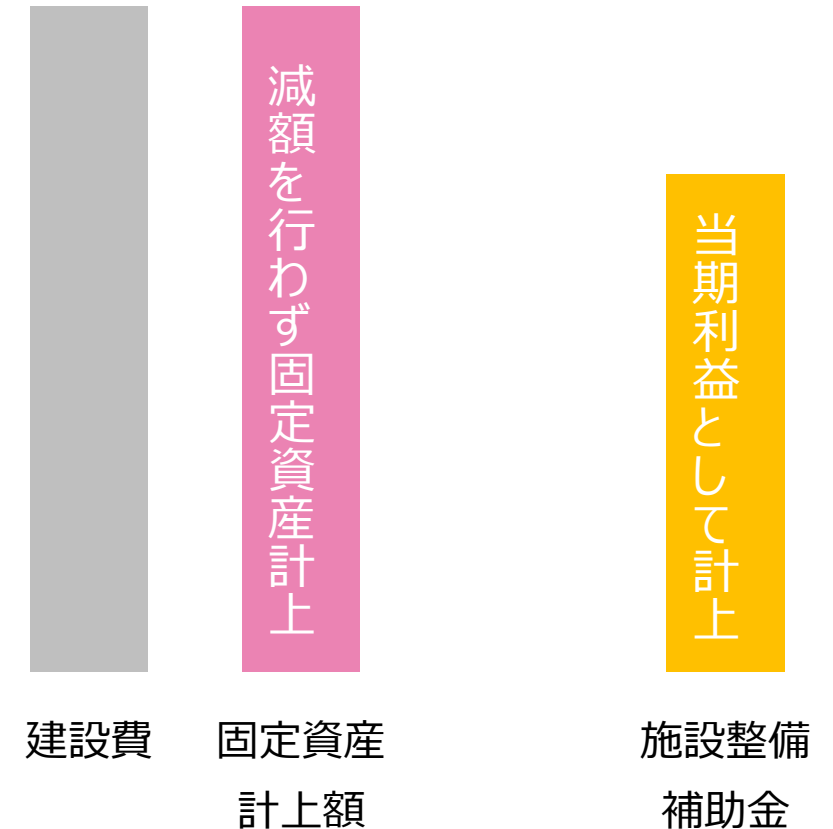 減額を行わず固定資産計上
当期利益として計上
建設費
固定資産
計上額
施設整備
補助金